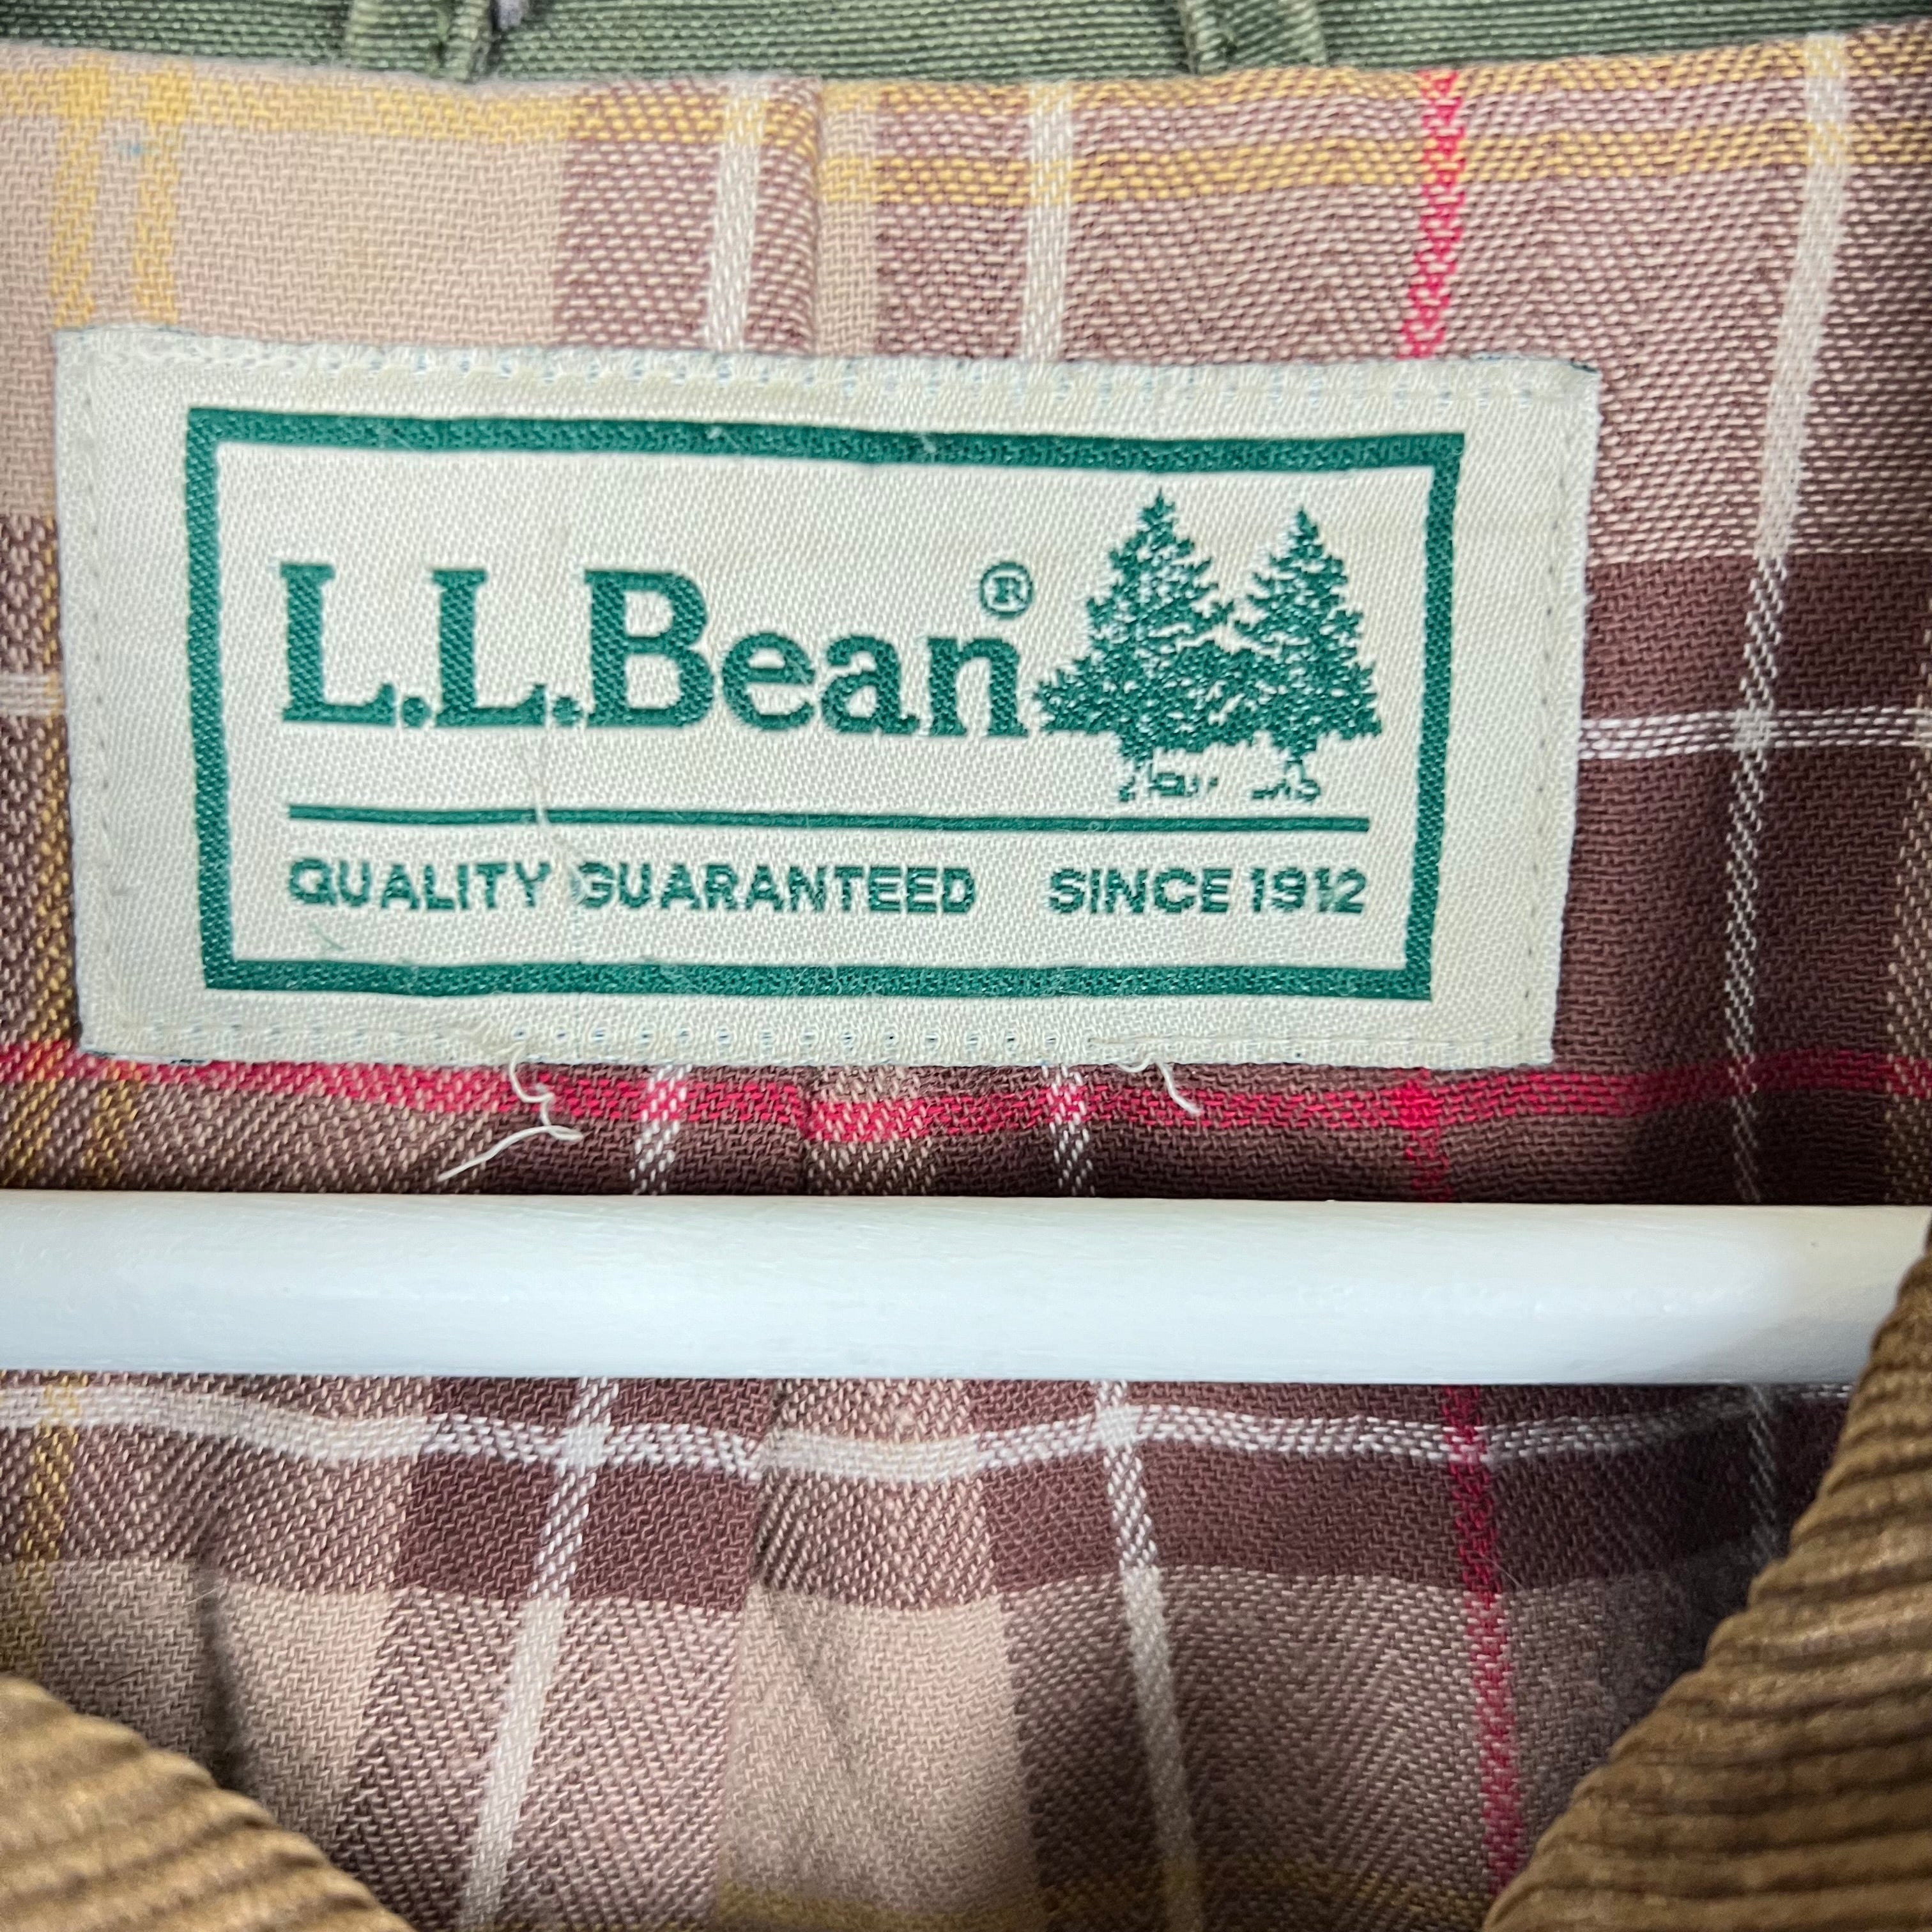 L.L.Bean®
QUALITY GUARANTEED SINCE 1912